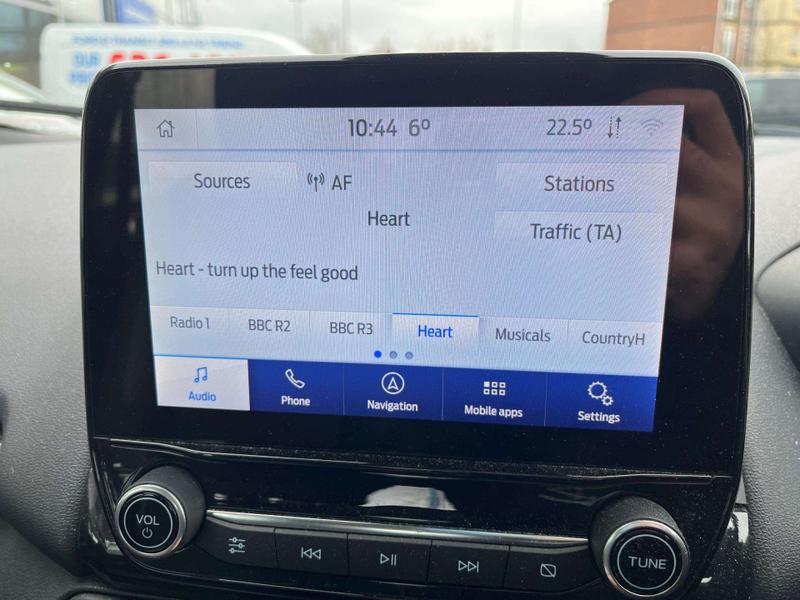 10:44 6°
22.5°
Sources
AF
Stations
Heart
Traffic (TA)
Heart - turn up the feel good
Radio 1
BBC R2
BBC R3
Heart
Musicals
CountryH
Audio
Phone
Navigation
Mobile apps
Settings
VOL
TUNE